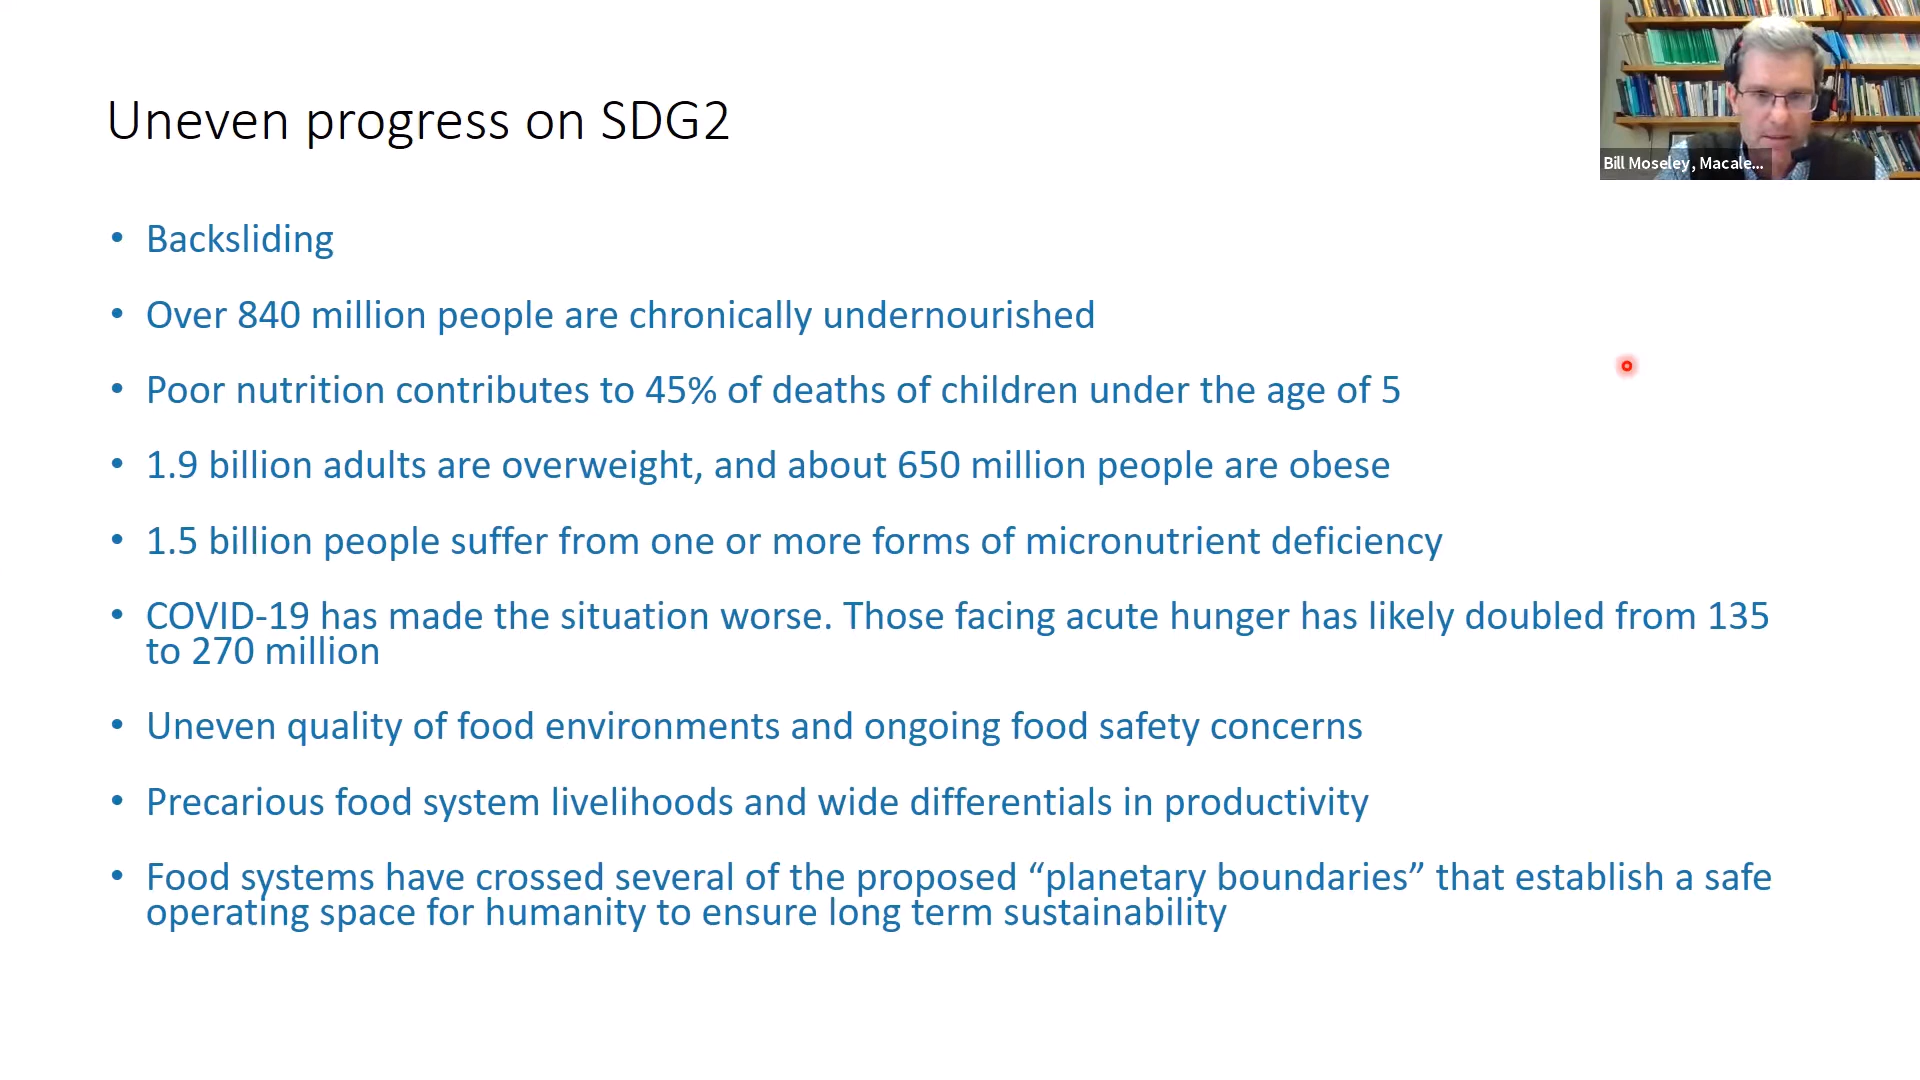 Uneven progress on SDG2
Bill Moseley, Macale...
• Backsliding
• Over 840 million people are chronically undernourished
• Poor nutrition contributes to 45% of deaths of children under the age of 5
• 1.9 billion adults are overweight, and about 650 million people are obese
• 1.5 billion people suffer from one or more forms of micronutrient deficiency
• COVID-19 has made the situation worse. Those facing acute hunger has likely doubled from 135
to 270 million
• Uneven quality of food environments and ongoing food safety concerns
• Precarious food system livelihoods and wide differentials in productivity
• Food systems have crossed several of the proposed “planetary boundaries” that establish a safe
operating space for humanity to ensure long term sustainability